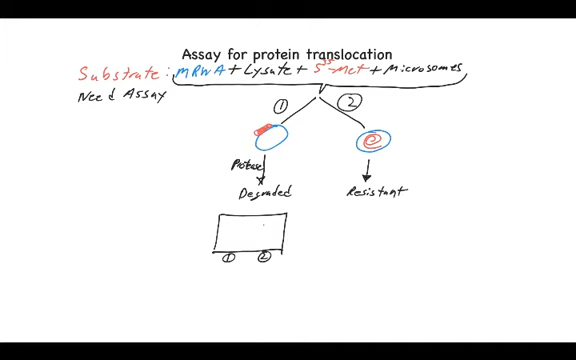 Assay for protein translocation
Substrate: mRNA + Lysate + S³⁵-Met + Microsomes
Need Assay
① ②
Protease
Degraded Resistant
① ②